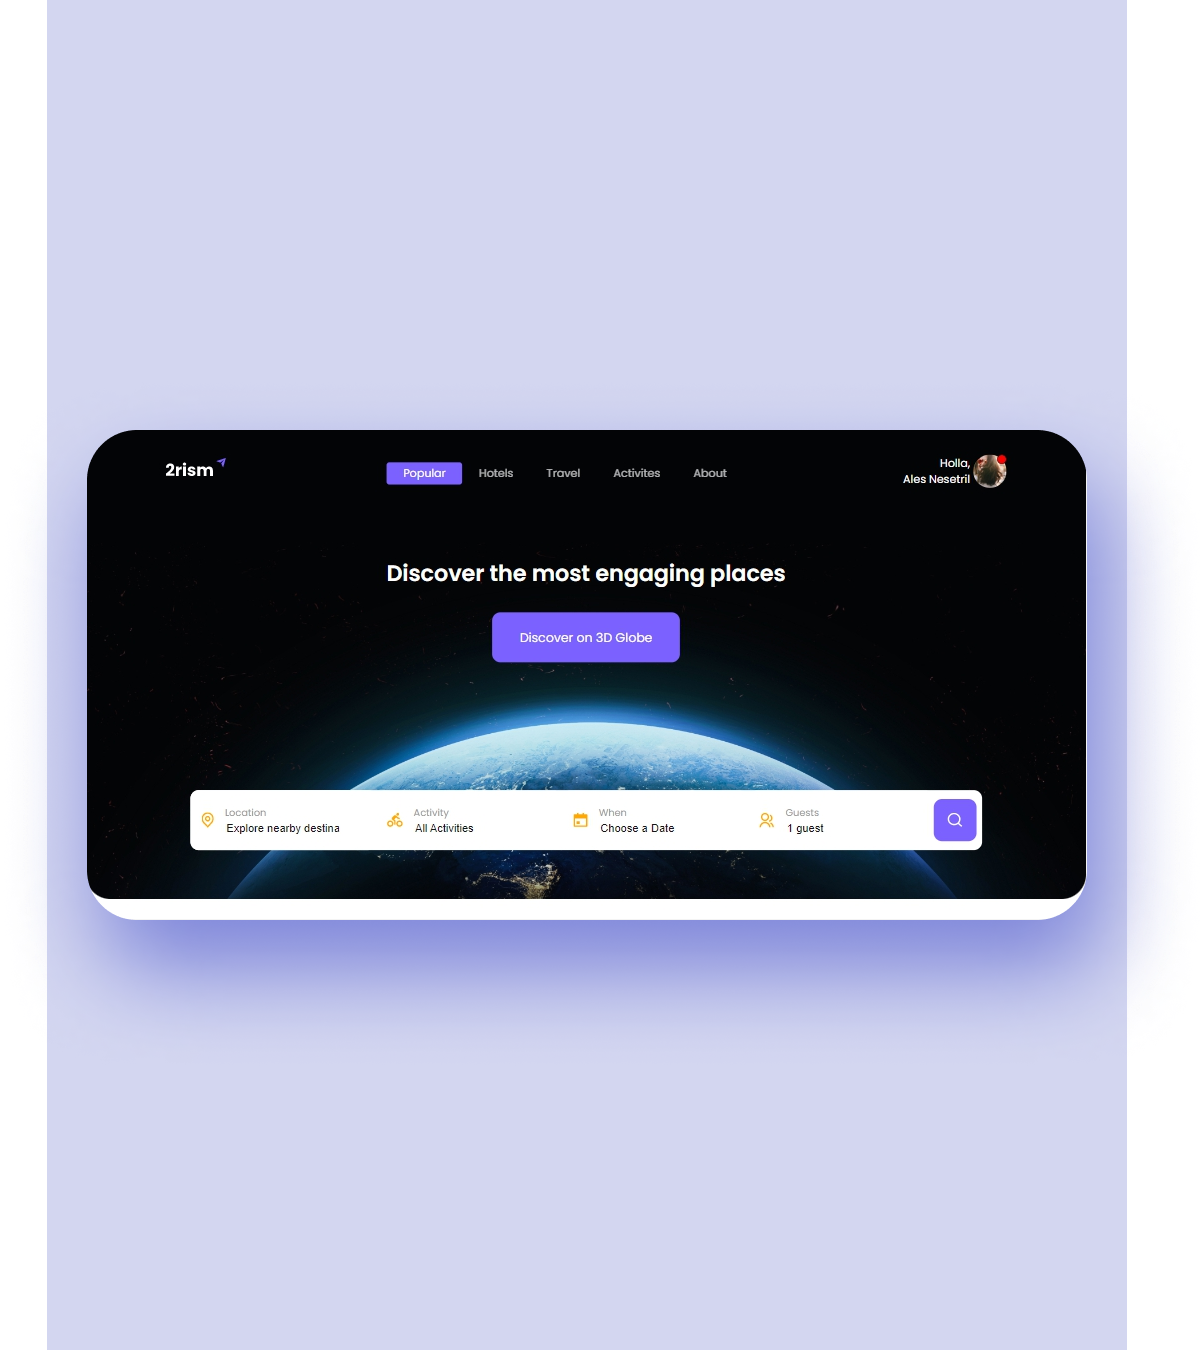 2rism
Popular Hotels Travel Activites About
Holla,
Ales Nesetril
Discover the most engaging places
Discover on 3D Globe
Location Activity When Guests
Explore nearby destina All Activities Choose a Date 1 guest